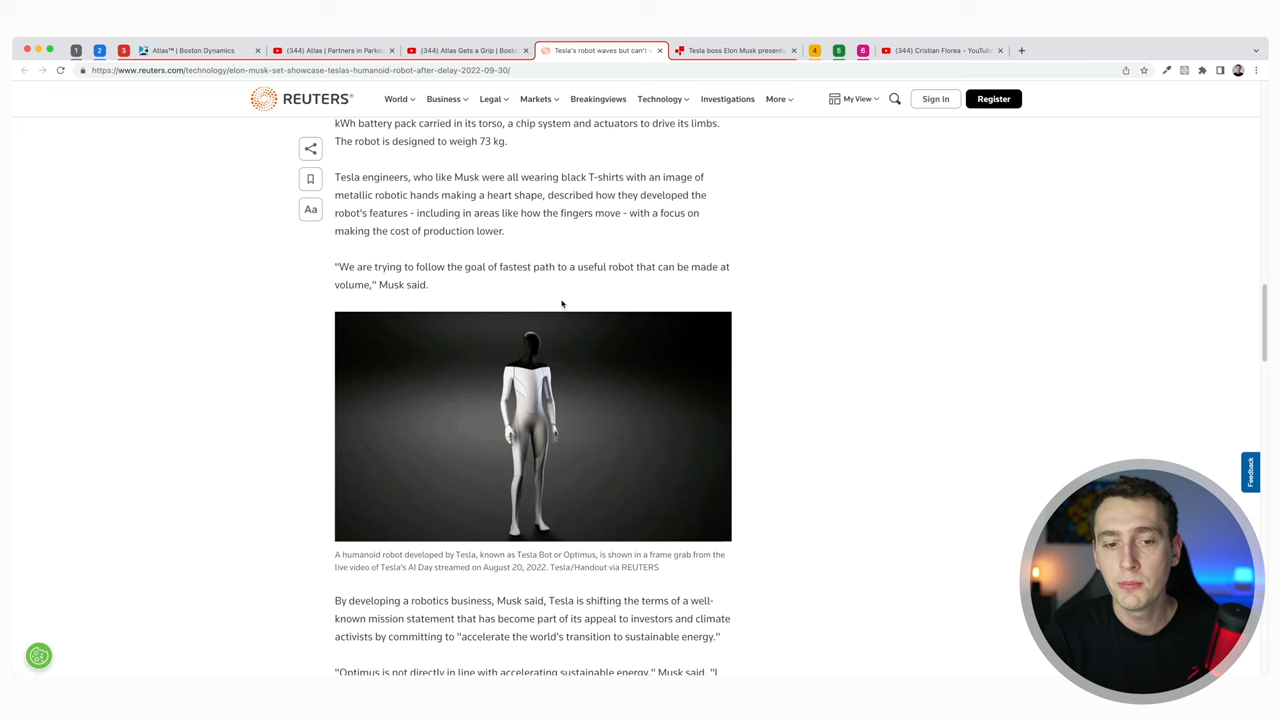 1
2
3
Atlas™ | Boston Dynamics
(344) Atlas | Partners in Parkou
(344) Atlas Gets a Grip | Bosto
Tesla's robot waves but can't
Tesla boss Elon Musk presents
4
5
6
(344) Cristian Florea - YouTube
https://www.reuters.com/technology/elon-musk-set-showcase-teslas-humanoid-robot-after-delay-2022-09-30/
REUTERS®
World
Business
Legal
Markets
Breakingviews
Technology
Investigations
More
My View
Sign In
Register
kWh battery pack carried in its torso, a chip system and actuators to drive its limbs.
The robot is designed to weigh 73 kg.
Aa
Tesla engineers, who like Musk were all wearing black T-shirts with an image of
metallic robotic hands making a heart shape, described how they developed the
robot's features - including in areas like how the fingers move - with a focus on
making the cost of production lower.
"We are trying to follow the goal of fastest path to a useful robot that can be made at
volume," Musk said.
A humanoid robot developed by Tesla, known as Tesla Bot or Optimus, is shown in a frame grab from the
live video of Tesla's AI Day streamed on August 20, 2022. Tesla/Handout via REUTERS
By developing a robotics business, Musk said, Tesla is shifting the terms of a well-
known mission statement that has become part of its appeal to investors and climate
activists by committing to "accelerate the world's transition to sustainable energy."
"Optimus is not directly in line with accelerating sustainable energy," Musk said. "I
Feedback